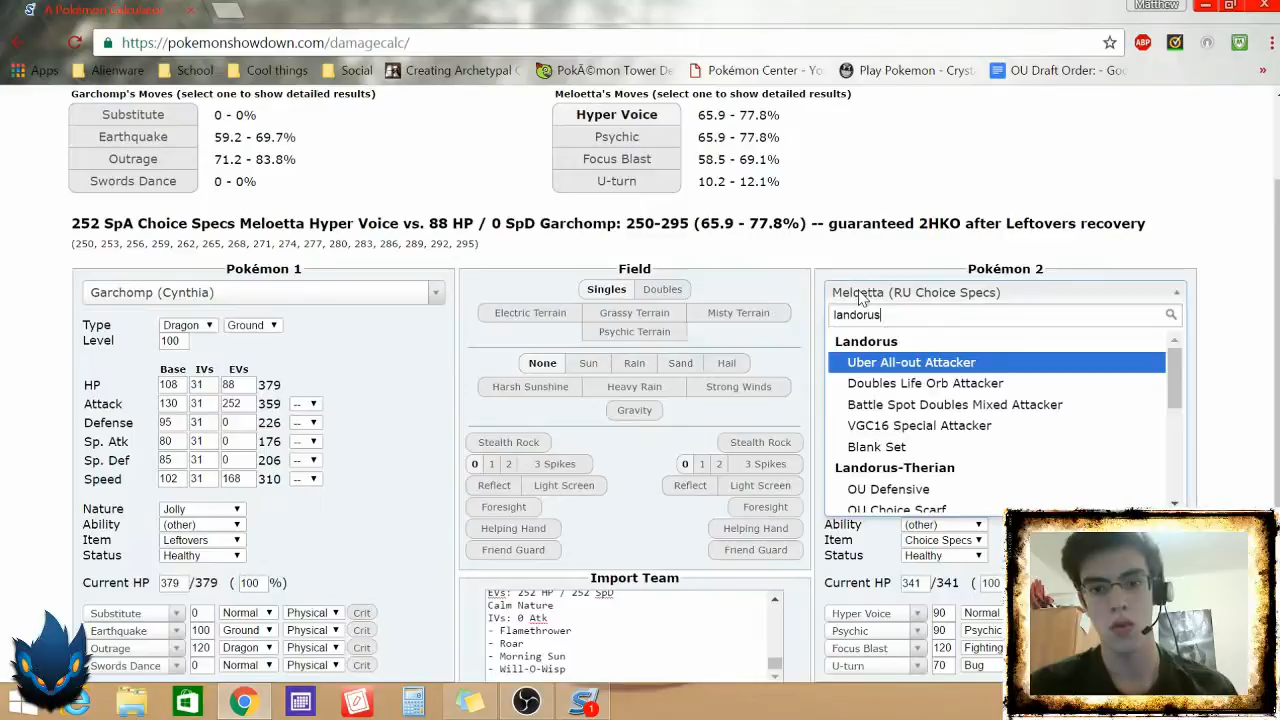 A Pokémon Calculator
Matthew
https://pokemonshowdown.com/damagecalc/
ABP
Apps Alienware School Cool things Social Creating Archetypal C PokÃ©mon Tower De Pokémon Center - Yo Play Pokemon - Cryst OU Draft Order: - Goo »
Garchomp's Moves (select one to show detailed results)
Substitute 0 - 0%
Earthquake 59.2 - 69.7%
Outrage 71.2 - 83.8%
Swords Dance 0 - 0%
Meloetta's Moves (select one to show detailed results)
Hyper Voice 65.9 - 77.8%
Psychic 65.9 - 77.8%
Focus Blast 58.5 - 69.1%
U-turn 10.2 - 12.1%
252 SpA Choice Specs Meloetta Hyper Voice vs. 88 HP / 0 SpD Garchomp: 250-295 (65.9 - 77.8%) -- guaranteed 2HKO after Leftovers recovery
(250, 253, 256, 259, 262, 265, 268, 271, 274, 277, 280, 283, 286, 289, 292, 295)
Pokémon 1
Garchomp (Cynthia)
Type Dragon Ground
Level 100
Base IVs EVs
HP 108 31 88 379
Attack 130 31 252 359 --
Defense 95 31 0 226 --
Sp. Atk 80 31 0 176 --
Sp. Def 85 31 0 206 --
Speed 102 31 168 310 --
Nature Jolly
Ability (other)
Item Leftovers
Status Healthy
Current HP 379 /379 ( 100 %)
Substitute 0 Normal Physical Crit
Earthquake 100 Ground Physical Crit
Outrage 120 Dragon Physical Crit
Swords Dance 0 Normal Physical Crit
Field
Singles Doubles
Electric Terrain Grassy Terrain Misty Terrain
Psychic Terrain
None Sun Rain Sand Hail
Harsh Sunshine Heavy Rain Strong Winds
Gravity
Stealth Rock Stealth Rock
0 1 2 3 Spikes 0 1 2 3 Spikes
Reflect Light Screen Reflect Light Screen
Foresight Foresight
Helping Hand Helping Hand
Friend Guard Friend Guard
Import Team
EVs: 252 HP / 252 SpD
Calm Nature
IVs: 0 Atk
- Flamethrower
- Roar
- Morning Sun
- Will-O-Wisp
Pokémon 2
Meloetta (RU Choice Specs)
landorus
Landorus
Uber All-out Attacker
Doubles Life Orb Attacker
Battle Spot Doubles Mixed Attacker
VGC16 Special Attacker
Blank Set
Landorus-Therian
OU Defensive
OU Choice Scarf
Ability (other)
Item Choice Specs
Status Healthy
Current HP 341 /341 ( 100
Hyper Voice 90 Normal
Psychic 90 Psychic
Focus Blast 120 Fighting
U-turn 70 Bug
1